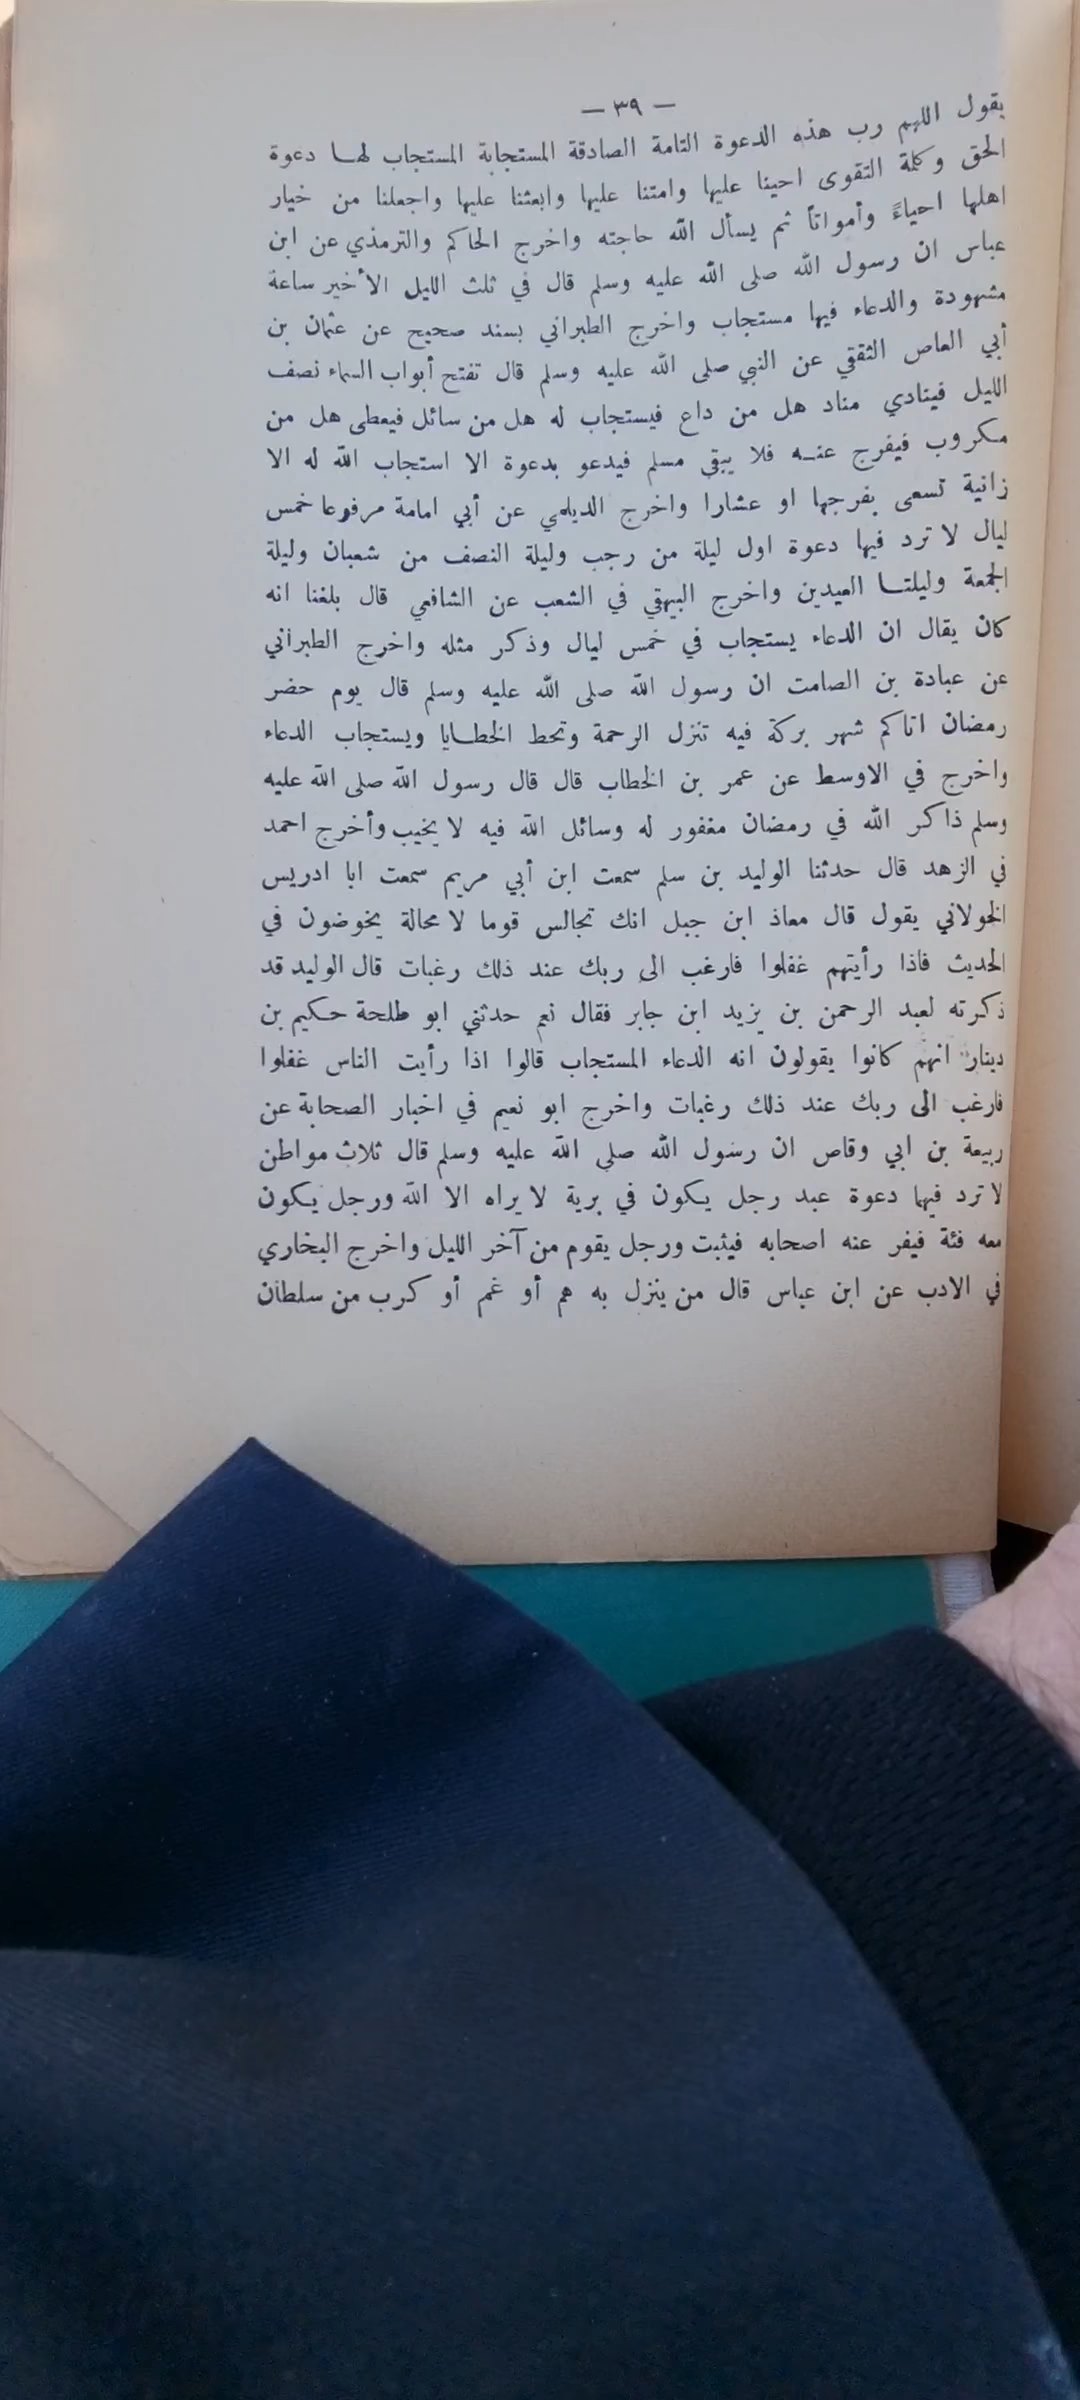 — ٣٩ —
يقول اللهم رب هذه الدعوة التامة الصادقة المستجابة المستجاب لهـا دعوة
الحق وكلمة التقوى احينا عليها وامتنا عليها وابعثنا عليها واجعلنا من خيار
اهلها احياءً وأمواتاً ثم يسأل الله حاجته واخرج الحاكم والترمذي عن ابن
عباس ان رسول الله صلى الله عليه وسلم قال في ثلث الليل الأخير ساعة
مشهودة والدعاء فيها مستجاب واخرج الطبراني بسند صحيح عن عثمان بن
أبي العاص الثقفي عن النبي صلى الله عليه وسلم قال تفتح أبواب السماء نصف
الليل فينادي مناد هل من داع فيستجاب له هل من سائل فيعطى هل من
مكروب فيفرج عنـه فلا يبقى مسلم فيدعو بدعوة الا استجاب الله له الا
زانية تسعى بفرجها او عشارا واخرج الديلمي عن أبي امامة مرفوعا خمس
ليال لا ترد فيها دعوة اول ليلة من رجب وليلة النصف من شعبان وليلة
الجمعة وليلتـا العيدين واخرج البيهقي في الشعب عن الشافعي قال بلغنا انه
كان يقال ان الدعاء يستجاب في خمس ليال وذكر مثله واخرج الطبراني
عن عبادة بن الصامت ان رسول الله صلى الله عليه وسلم قال يوم حضر
رمضان اتاكم شهر بركة فيه تنزل الرحمة وتحط الخطـايا ويستجاب الدعاء
واخرج في الاوسط عن عمر بن الخطاب قال قال رسول الله صلى الله عليه
وسلم ذاكر الله في رمضان مغفور له وسائل الله فيه لا يخيب وأخرج احمد
في الزهد قال حدثنا الوليد بن سلم سمعت ابن أبي مريم سمعت ابا ادريس
الخولاني يقول قال معاذ ابن جبل انك تجالس قوما لا محالة يخوضون في
الحديث فاذا رأيتهم غفلوا فارغب الى ربك عند ذلك رغبات قال الوليد قد
ذكرته لعبد الرحمن بن يزيد ابن جابر فقال نعم حدثني ابو طلحة حكيم بن
دينار انهم كانوا يقولون انه الدعاء المستجاب قالوا اذا رأيت الناس غفلوا
فارغب الى ربك عند ذلك رغبات واخرج ابو نعيم في اخبار الصحابة عن
ربيعة بن ابي وقاص ان رسول الله صلى الله عليه وسلم قال ثلاث مواطن
لا ترد فيها دعوة عبد رجل يكون في برية لا يراه الا الله ورجل يكون
معه فئة فيفر عنه اصحابه فيثبت ورجل يقوم من آخر الليل واخرج البخاري
في الادب عن ابن عباس قال من ينزل به هم أو غم أو كرب من سلطان